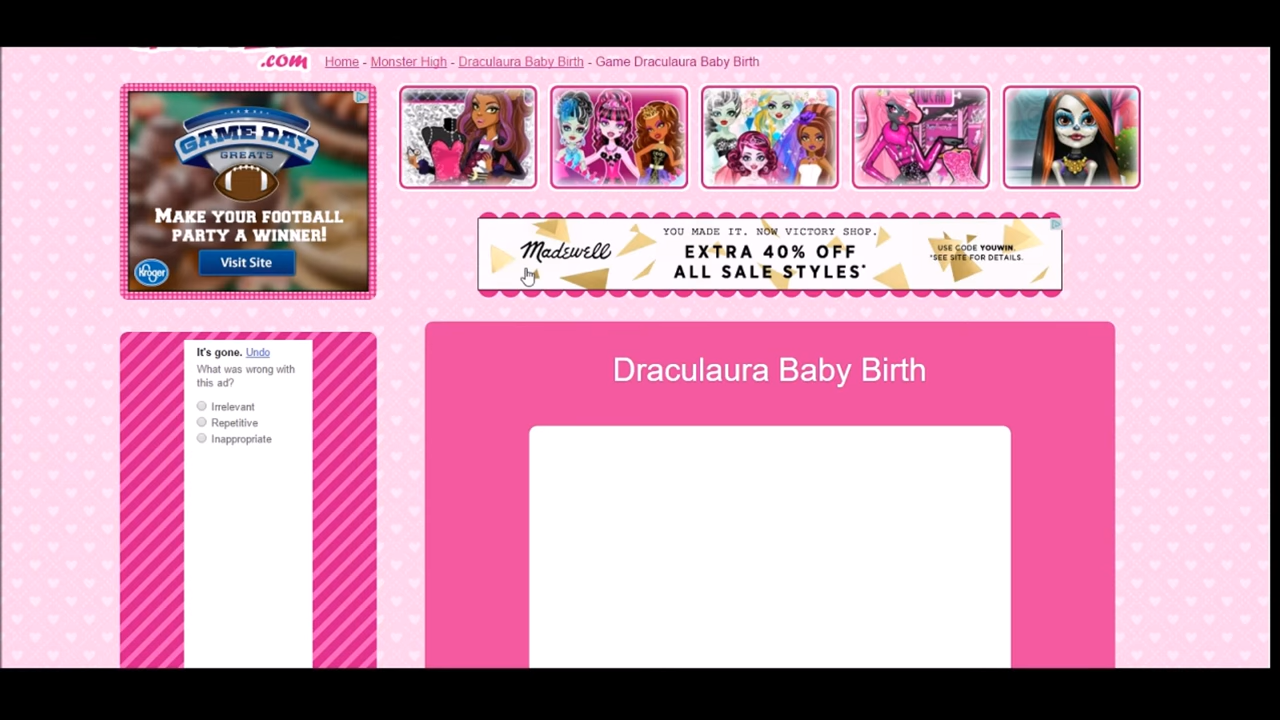 .com
Home - Monster High - Draculaura Baby Birth - Game Draculaura Baby Birth
GAME DAY
GREATS
MAKE YOUR FOOTBALL
PARTY A WINNER!
Visit Site
Kroger
Madewell
YOU MADE IT. NOW VICTORY SHOP.
EXTRA 40% OFF
ALL SALE STYLES*
USE CODE YOUWIN.
*SEE SITE FOR DETAILS.
It's gone. Undo
What was wrong with
this ad?
Irrelevant
Repetitive
Inappropriate
Draculaura Baby Birth